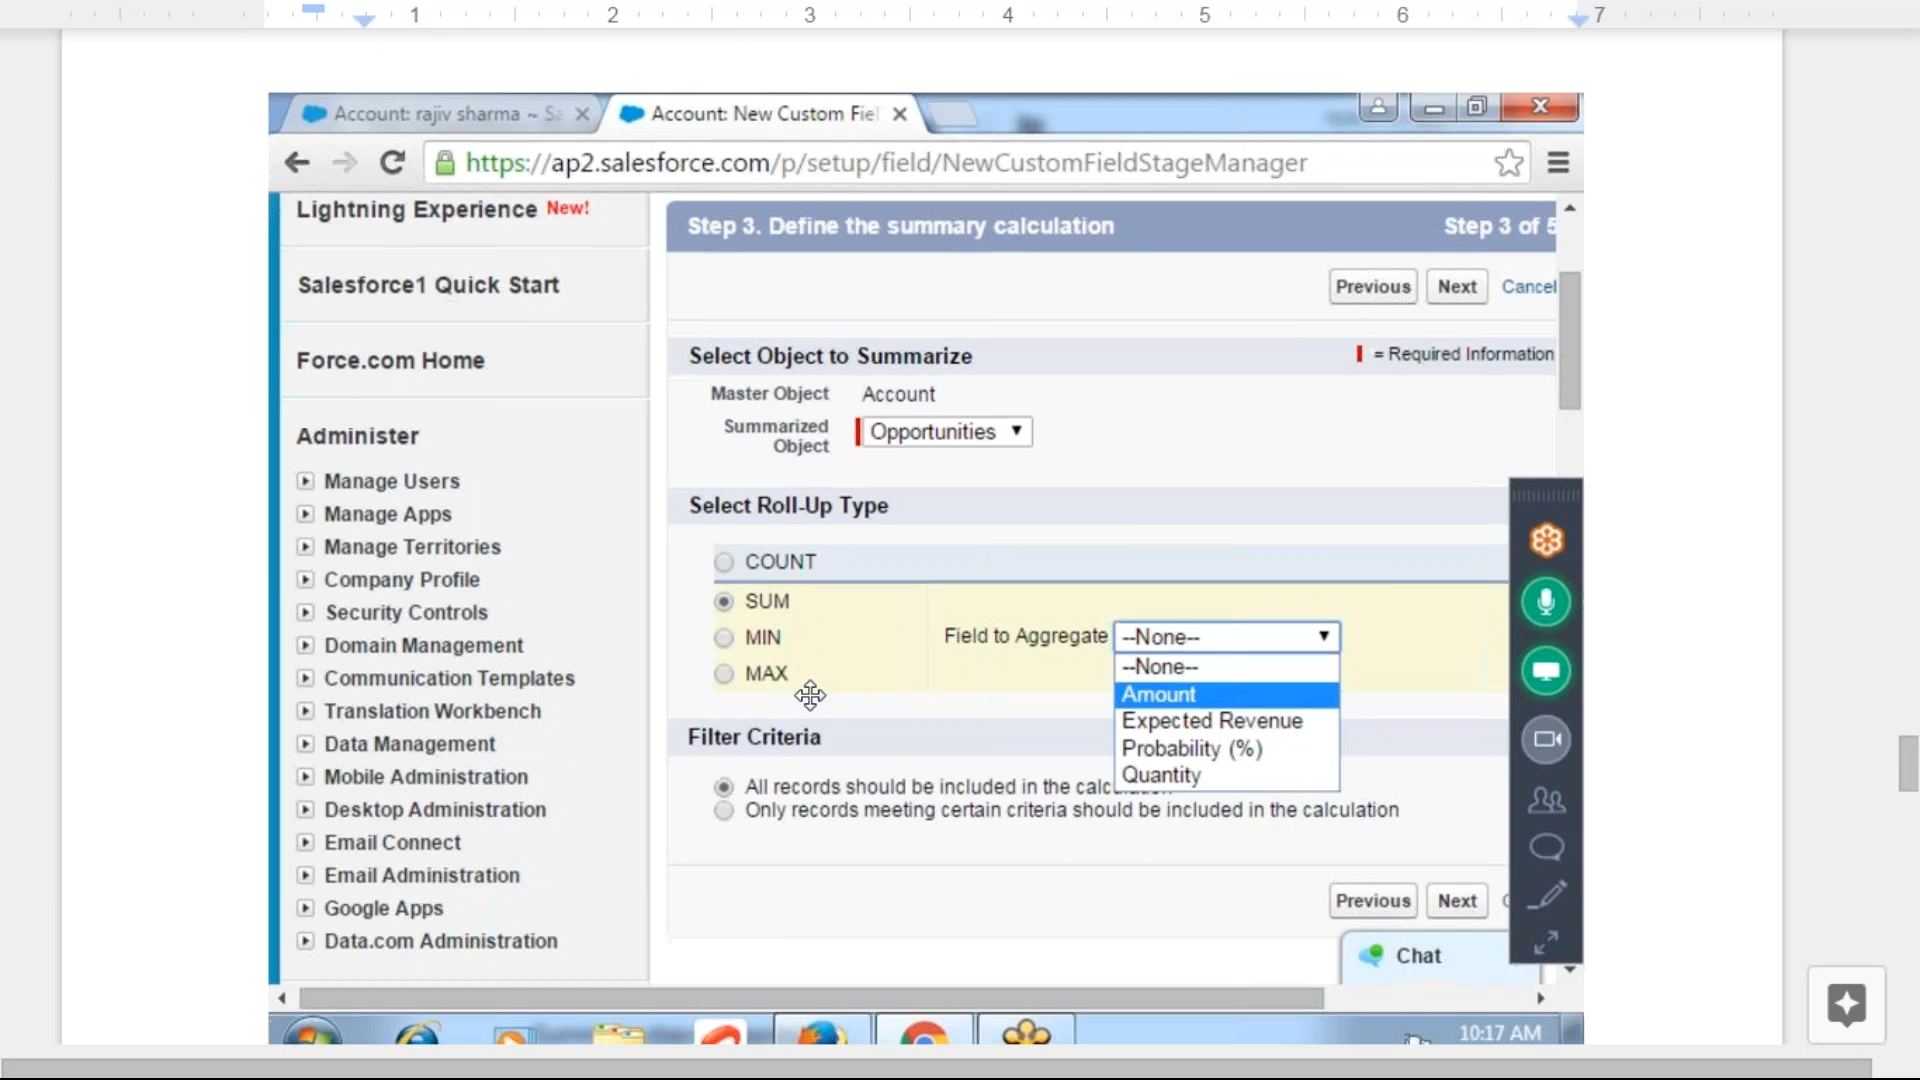 1 2 3 4 5 6 7
Account: rajiv sharma ~ Sa
Account: New Custom Fiel
https://ap2.salesforce.com/p/setup/field/NewCustomFieldStageManager
Lightning Experience New!
Salesforce1 Quick Start
Force.com Home
Administer
Manage Users
Manage Apps
Manage Territories
Company Profile
Security Controls
Domain Management
Communication Templates
Translation Workbench
Data Management
Mobile Administration
Desktop Administration
Email Connect
Email Administration
Google Apps
Data.com Administration
Step 3. Define the summary calculation Step 3 of 5
Previous Next Cancel
Select Object to Summarize = Required Information
Master Object Account
Summarized Object Opportunities
Select Roll-Up Type
COUNT
SUM
MIN
MAX
Field to Aggregate --None--
--None--
Amount
Expected Revenue
Probability (%)
Quantity
Filter Criteria
All records should be included in the calc
Only records meeting certain criteria should be included in the calculation
Previous Next
Chat
10:17 AM